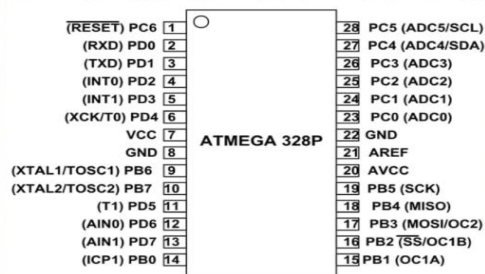 (RESET) PC6 1
(RXD) PD0 2
(TXD) PD1 3
(INT0) PD2 4
(INT1) PD3 5
(XCK/T0) PD4 6
VCC 7
GND 8
(XTAL1/TOSC1) PB6 9
(XTAL2/TOSC2) PB7 10
(T1) PD5 11
(AIN0) PD6 12
(AIN1) PD7 13
(ICP1) PB0 14
ATMEGA 328P
28 PC5 (ADC5/SCL)
27 PC4 (ADC4/SDA)
26 PC3 (ADC3)
25 PC2 (ADC2)
24 PC1 (ADC1)
23 PC0 (ADC0)
22 GND
21 AREF
20 AVCC
19 PB5 (SCK)
18 PB4 (MISO)
17 PB3 (MOSI/OC2)
16 PB2 (SS/OC1B)
15 PB1 (OC1A)